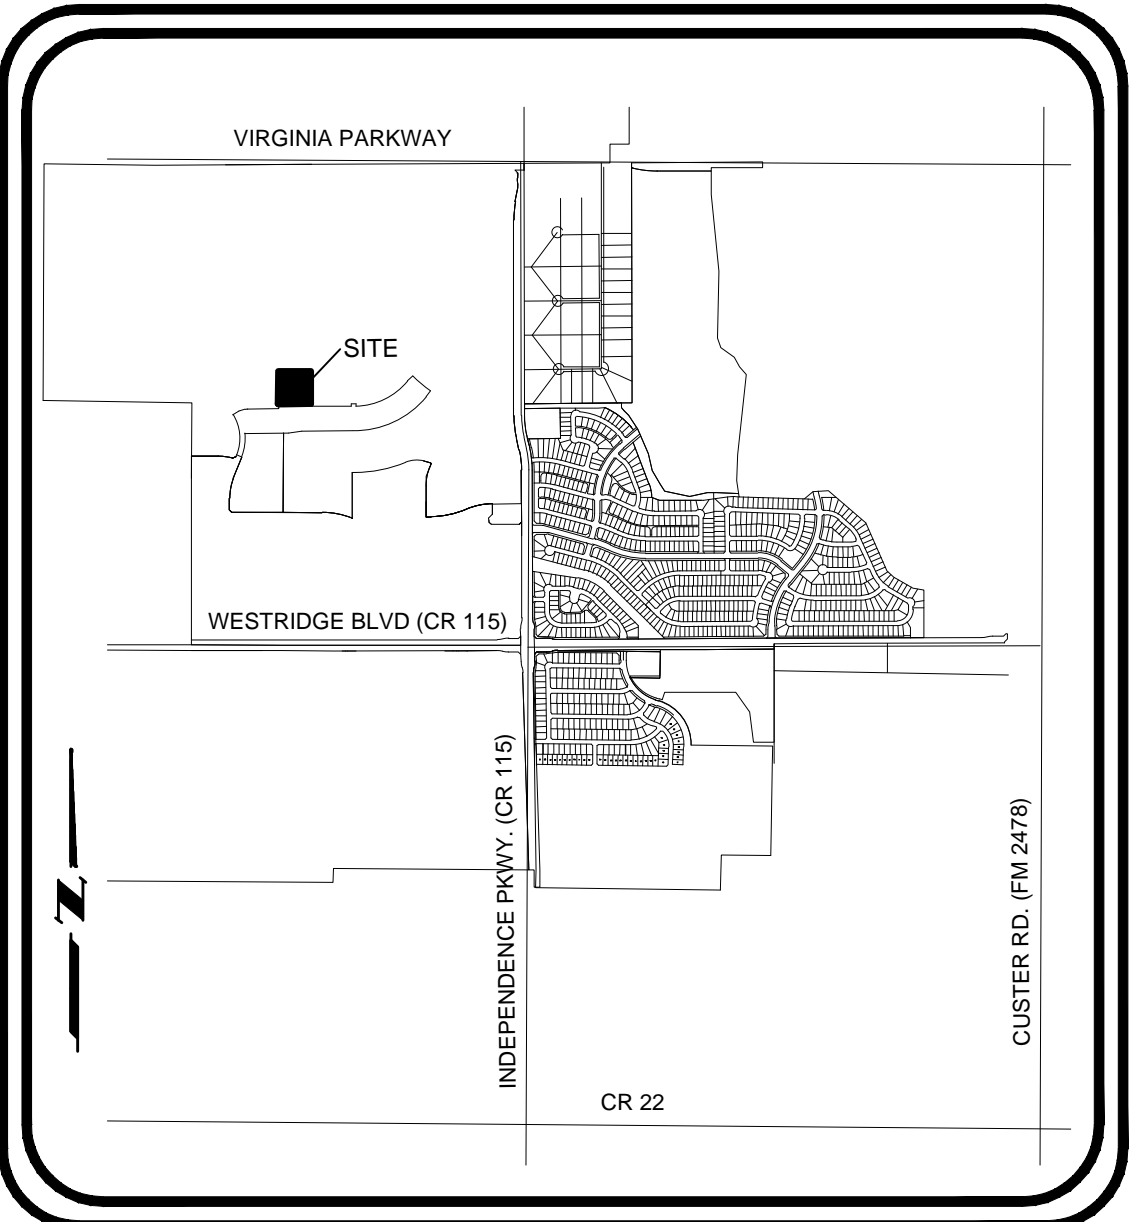 VIRGINIA PARKWAY
SITE
WESTRIDGE BLVD (CR 115)
INDEPENDENCE PKWY. (CR 115)
CUSTER RD. (FM 2478)
Z
CR 22